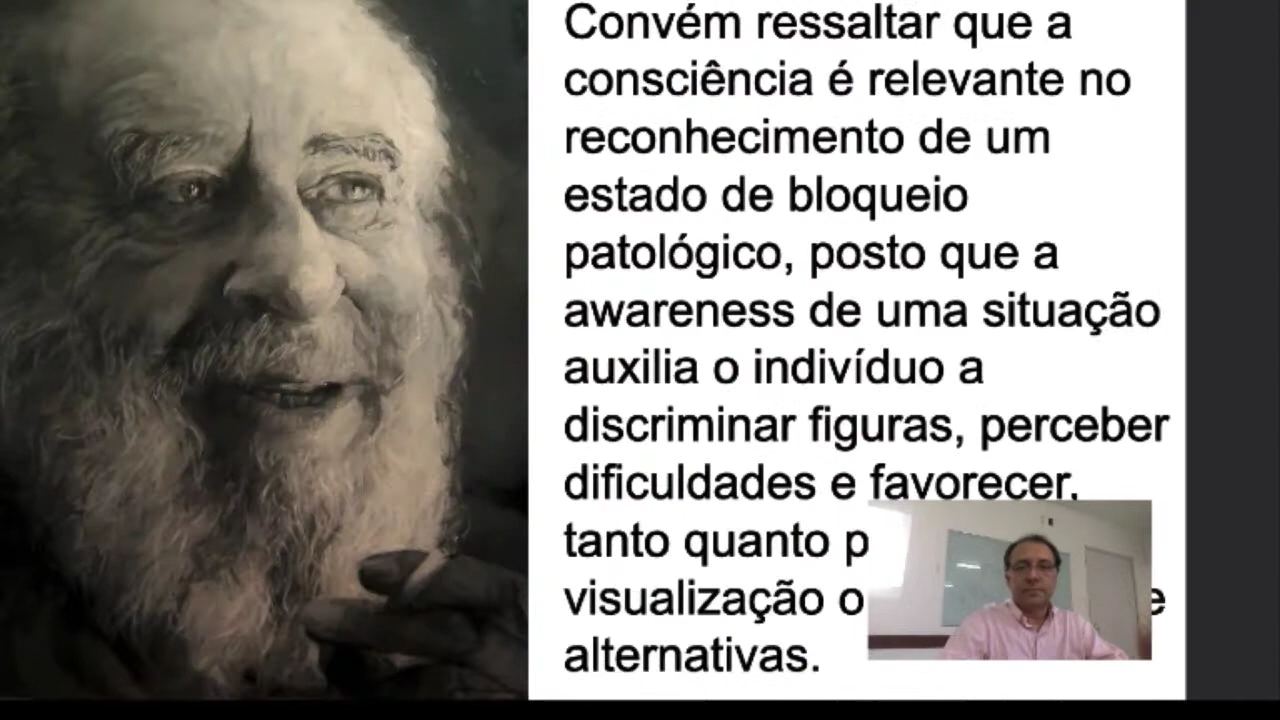 Convém ressaltar que a
consciência é relevante no
reconhecimento de um
estado de bloqueio
patológico, posto que a
awareness de uma situação
auxilia o indivíduo a
discriminar figuras, perceber
dificuldades e favorecer,
tanto quanto p
visualização o e
alternativas.